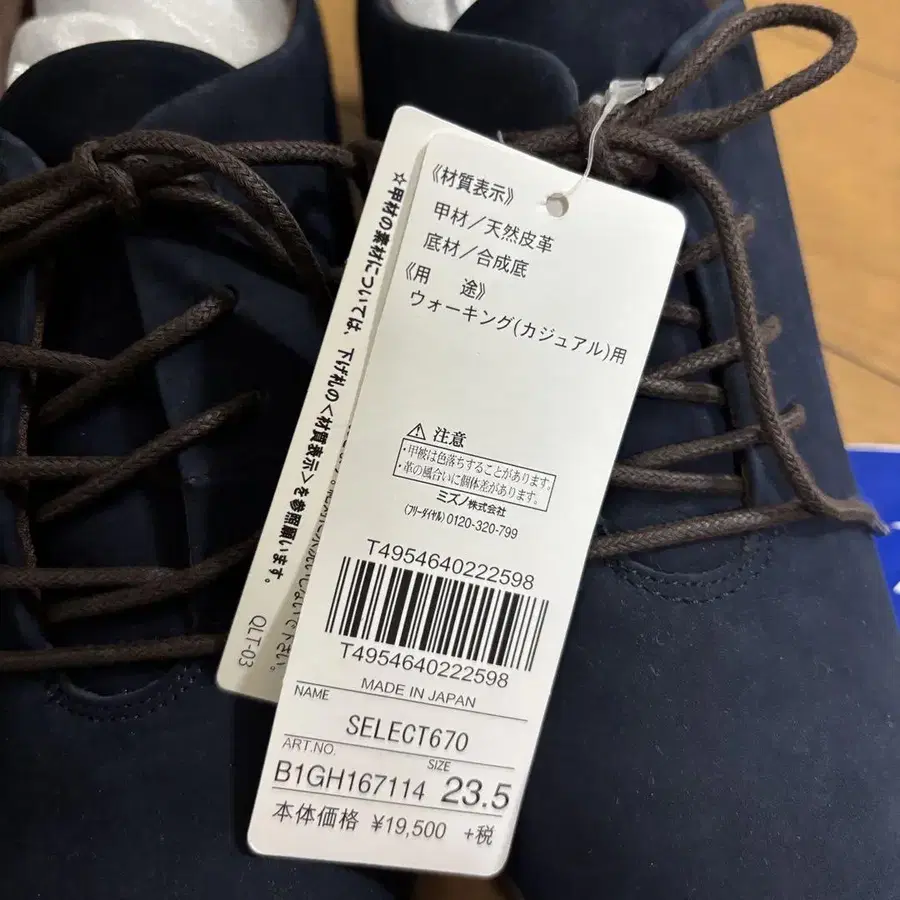 《材質表示》
甲材/天然皮革
底材/合成底
《用　途》
ウォーキング(カジュアル)用
⚠ 注意
・甲被は色落ちすることがあります。
・革の風合いに個体差があります。
ミズノ株式会社
(フリーダイヤル)0120-320-799
T4954640222598
T4954640222598
MADE IN JAPAN
NAME
SELECT670
ART.NO.
SIZE
B1GH167114 23.5
本体価格 ¥19,500 +税
☆甲材の素材については、下げ札の<材質表示>を参照願います。
QLT-03